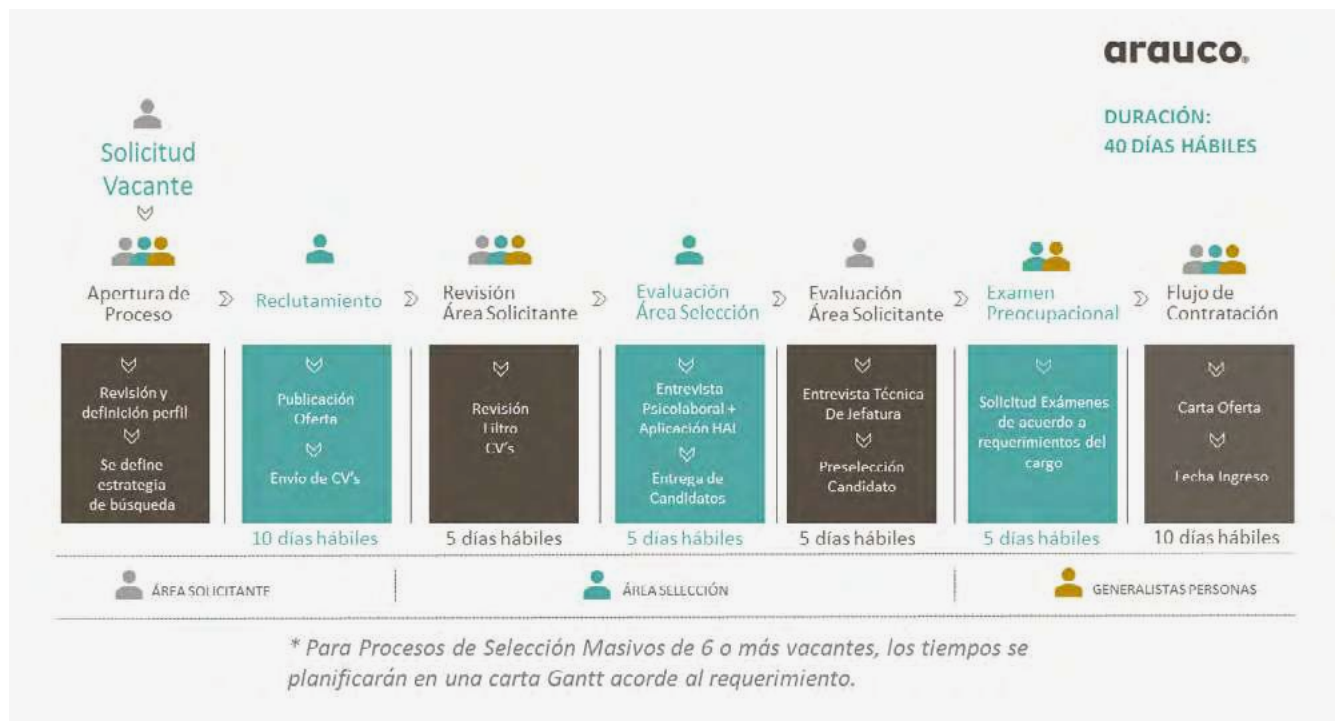 arauco.
DURACIÓN:
40 DÍAS HÁBILES
Solicitud
Vacante
Apertura de
Proceso
Reclutamiento
Revisión
Área Solicitante
Evaluación
Área Selección
Evaluación
Área Solicitante
Examen
Preocupacional
Flujo de
Contratación
Revisión y
definición perfil
Se define
estrategia
de búsqueda
Publicación
Oferta
Envío de CV's
Revisión
Filtro
CV's
Entrevista
Psicolaboral +
Aplicación
Entrega de
Candidatos
Entrevista Técnica
De Jefatura
Preselección
Candidato
Solicitud Exámenes
de acuerdo a
requerimientos del
cargo
Carta Oferta
Fecha Ingreso
10 días hábiles
5 días hábiles
5 días hábiles
5 días hábiles
5 días hábiles
10 días hábiles
ÁREA SOLICITANTE
ÁREA SELECCIÓN
GENERALISTAS PERSONAS
* Para Procesos de Selección Masivos de 6 o más vacantes, los tiempos se
planificarán en una carta Gantt acorde al requerimiento.